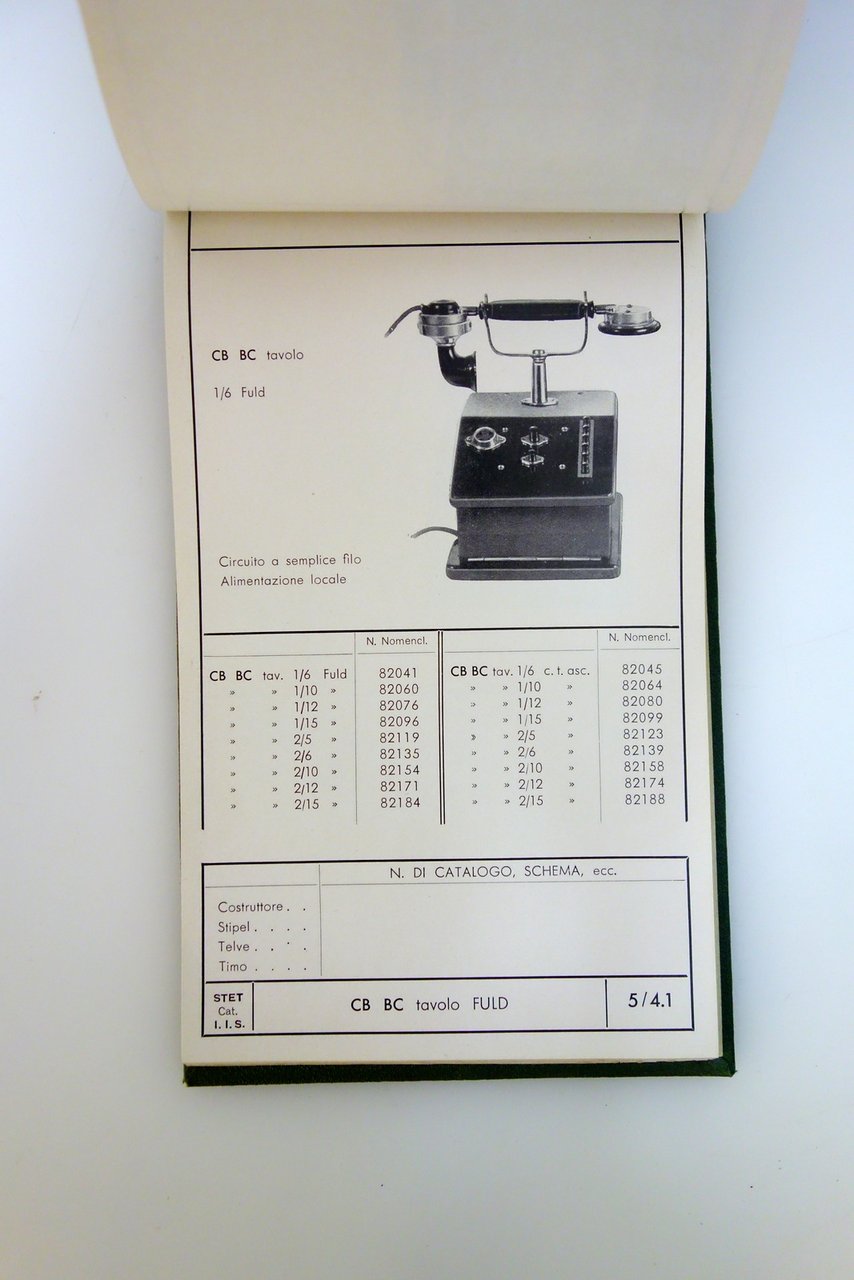 CB BC tavolo
1/6 Fuld
Circuito a semplice filo
Alimentazione locale
N. Nomencl.
CB BC tav. 1/6 Fuld 82041
» » 1/10 » 82060
» » 1/12 » 82076
» » 1/15 » 82096
» » 2/5 » 82119
» » 2/6 » 82135
» » 2/10 » 82154
» » 2/12 » 82171
» » 2/15 » 82184
N. Nomencl.
CB BC tav. 1/6 c. t. asc. 82045
» » 1/10 » 82064
» » 1/12 » 82080
» » 1/15 » 82099
» » 2/5 » 82123
» » 2/6 » 82139
» » 2/10 » 82158
» » 2/12 » 82174
» » 2/15 » 82188
N. DI CATALOGO, SCHEMA, ecc.
Costruttore . .
Stipel . . . .
Telve . . . .
Timo . . . .
STET
Cat.
I. I. S.
CB BC tavolo FULD
5/4.1